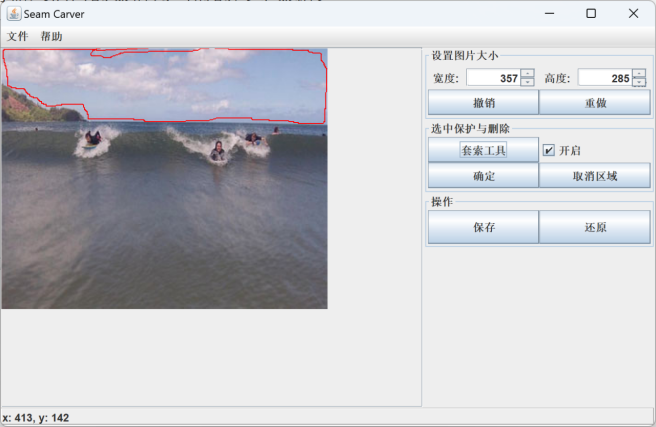 Seam Carver
文件 帮助
设置图片大小
宽度: 357 高度: 285
撤销 重做
选中保护与删除
套索工具 开启
确定 取消区域
操作
保存 还原
x: 413, y: 142